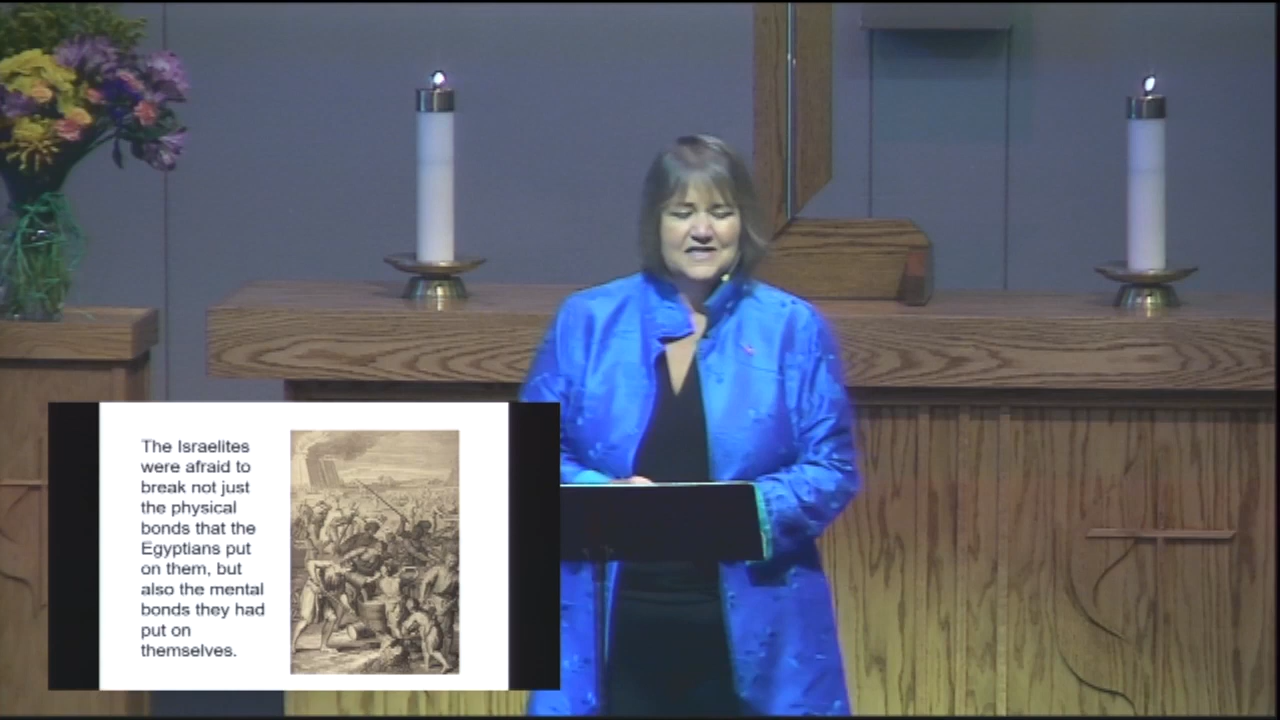 The Israelites
were afraid to
break not just
the physical
bonds that the
Egyptians put
on them, but
also the mental
bonds they had
put on
themselves.